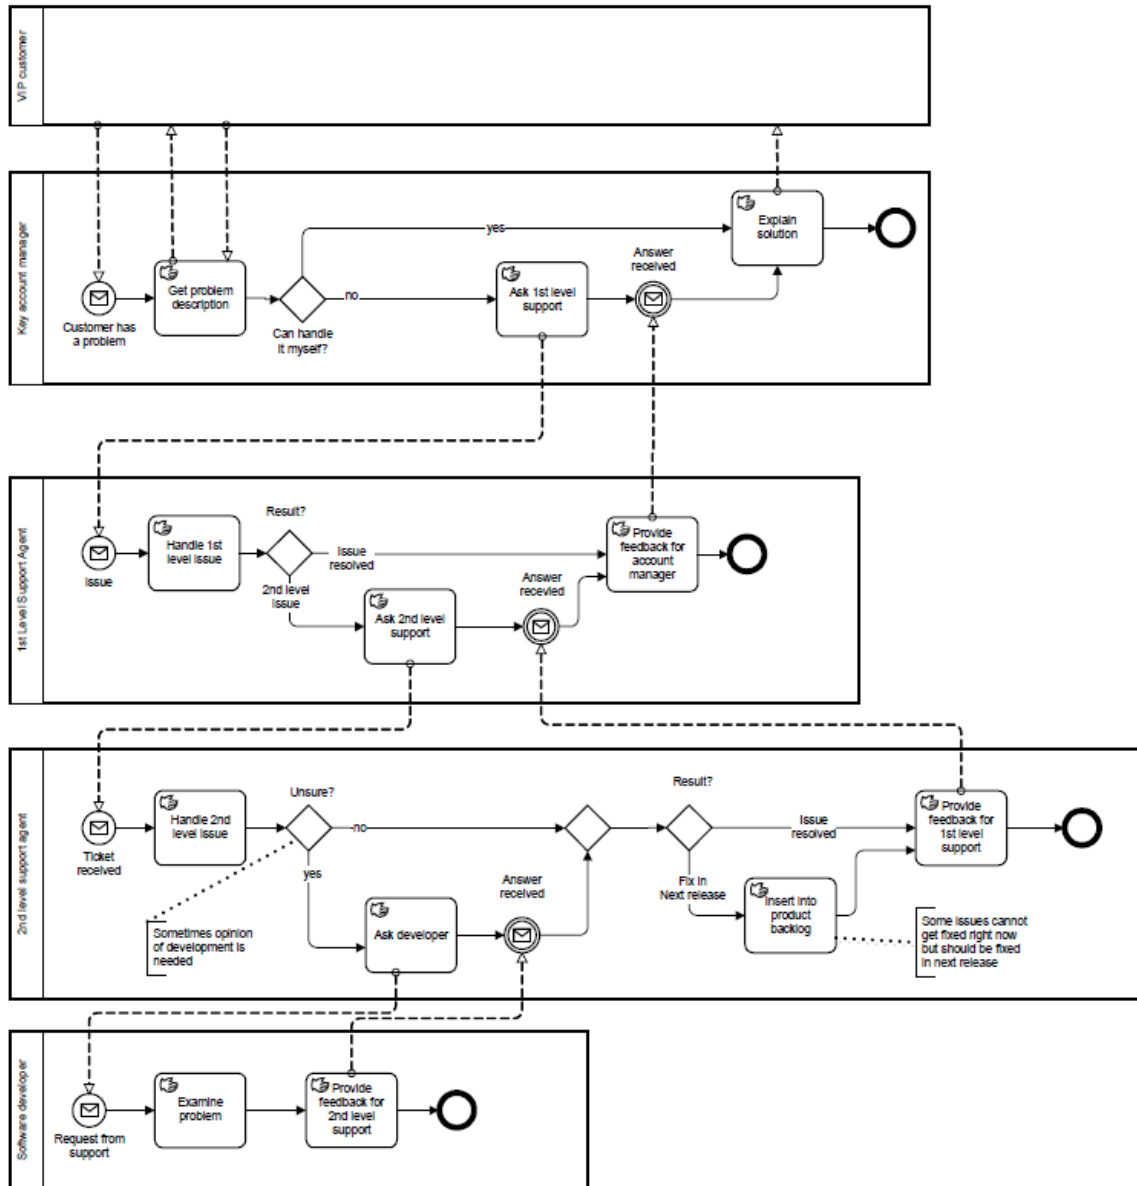 VIP customer
Key account manager
Customer has
a problem
Get problem
description
Can handle
it myself?
yes
no
Ask 1st level
support
Answer
received
Explain
solution
1st Level Support Agent
Issue
Handle 1st
level issue
Result?
Issue
resolved
2nd level
issue
Ask 2nd level
support
Answer
recevied
Provide
feedback for
account
manager
2nd level support agent
Ticket
received
Handle 2nd
level issue
Unsure?
no
yes
Sometimes opinion
of development is
needed
Ask developer
Answer
received
Result?
Issue
resolved
Fix in
Next release
Insert into
product
backlog
Provide
feedback for
1st level
support
Some issues cannot
get fixed right now
but should be fixed
in next release
Software developer
Request from
support
Examine
problem
Provide
feedback for
2nd level
support